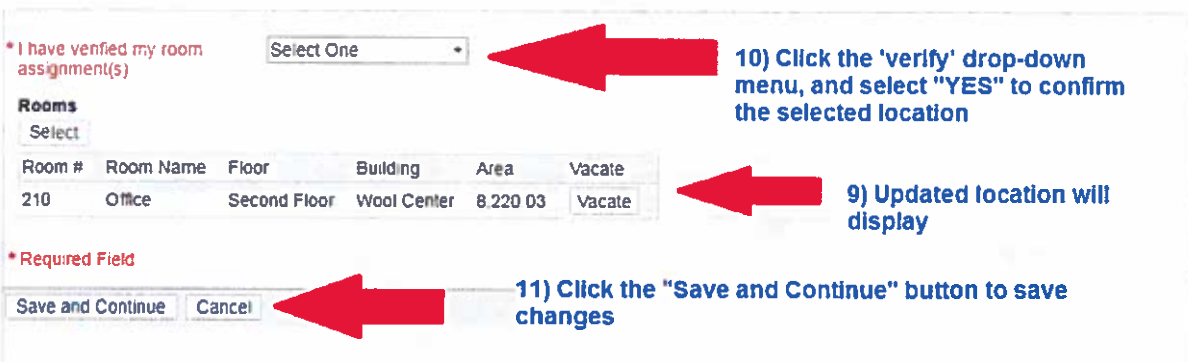 * I have verified my room
assignment(s)
Select One
10) Click the 'verify' drop-down
menu, and select "YES" to confirm
the selected location
Rooms
Select
Room # Room Name Floor Building Area Vacate
210 Office Second Floor Wool Center 8,220 03 Vacate
9) Updated location will
display
* Required Field
Save and Continue Cancel
11) Click the "Save and Continue" button to save
changes